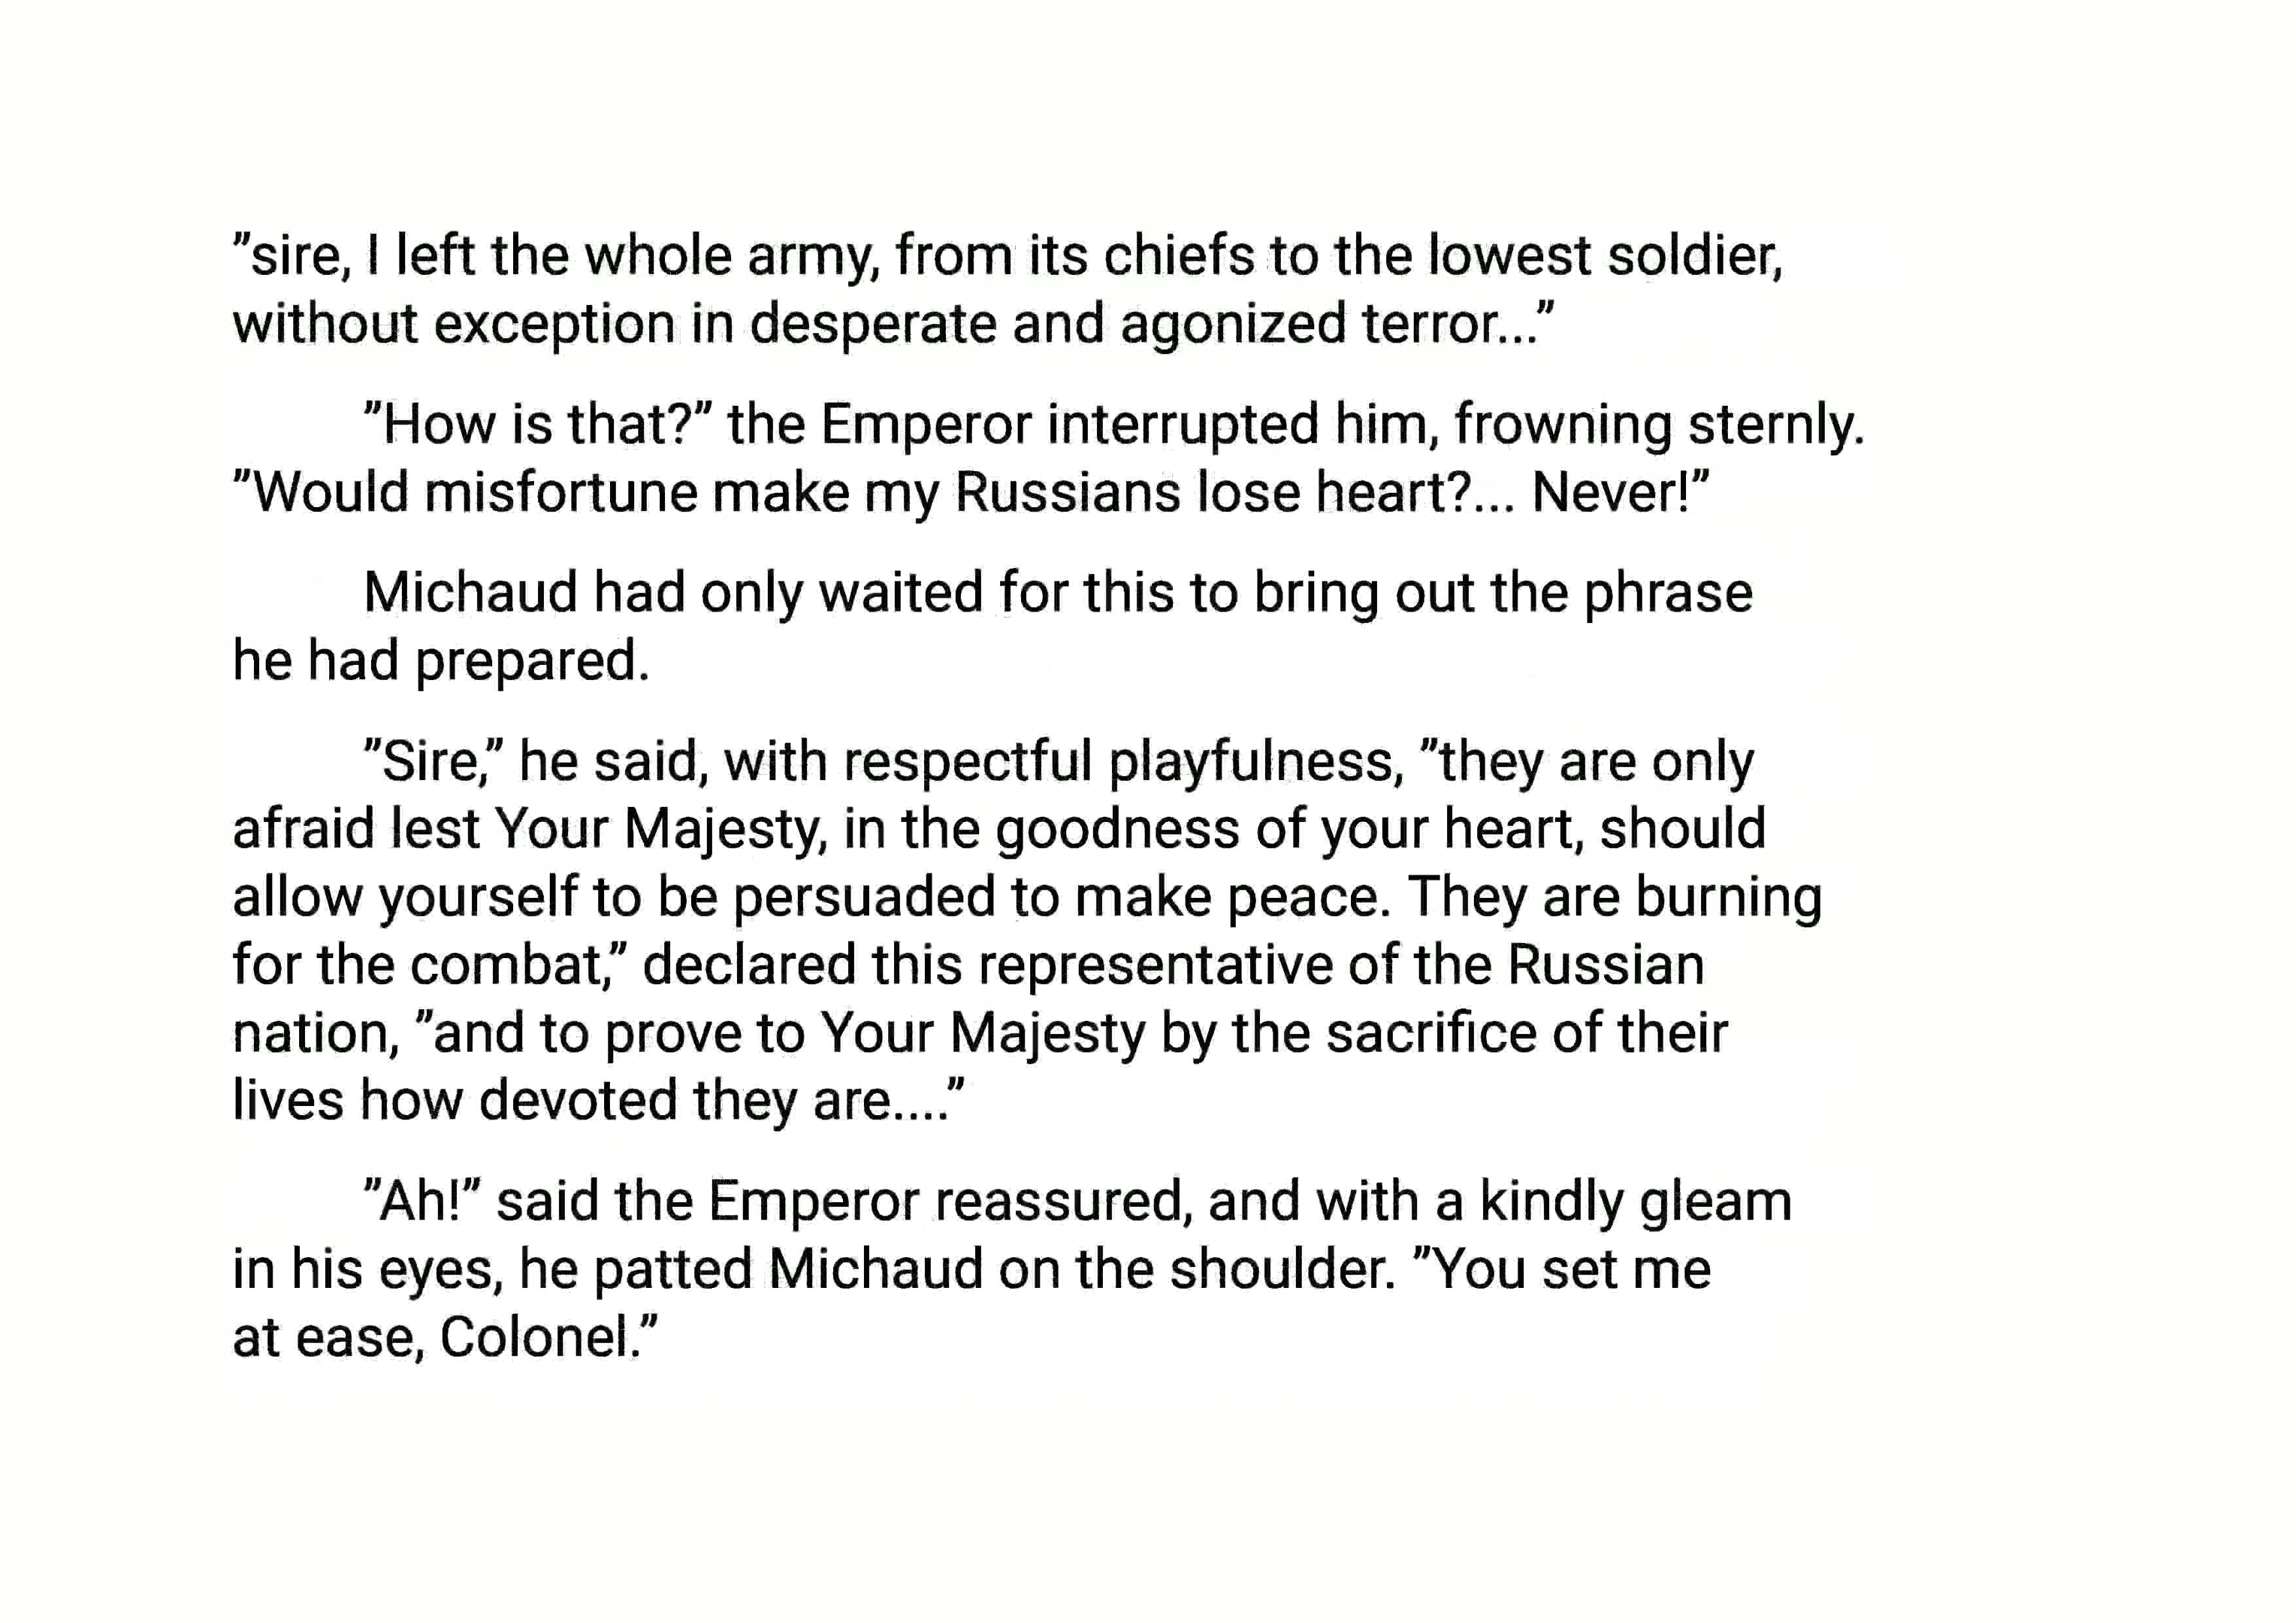 ”sire, I left the whole army, from its chiefs to the lowest soldier,
without exception in desperate and agonized terror...”
”How is that?” the Emperor interrupted him, frowning sternly.
”Would misfortune make my Russians lose heart?... Never!”
Michaud had only waited for this to bring out the phrase
he had prepared.
”Sire,” he said, with respectful playfulness, ”they are only
afraid lest Your Majesty, in the goodness of your heart, should
allow yourself to be persuaded to make peace. They are burning
for the combat,” declared this representative of the Russian
nation, ”and to prove to Your Majesty by the sacrifice of their
lives how devoted they are....”
”Ah!” said the Emperor reassured, and with a kindly gleam
in his eyes, he patted Michaud on the shoulder. ”You set me
at ease, Colonel.”